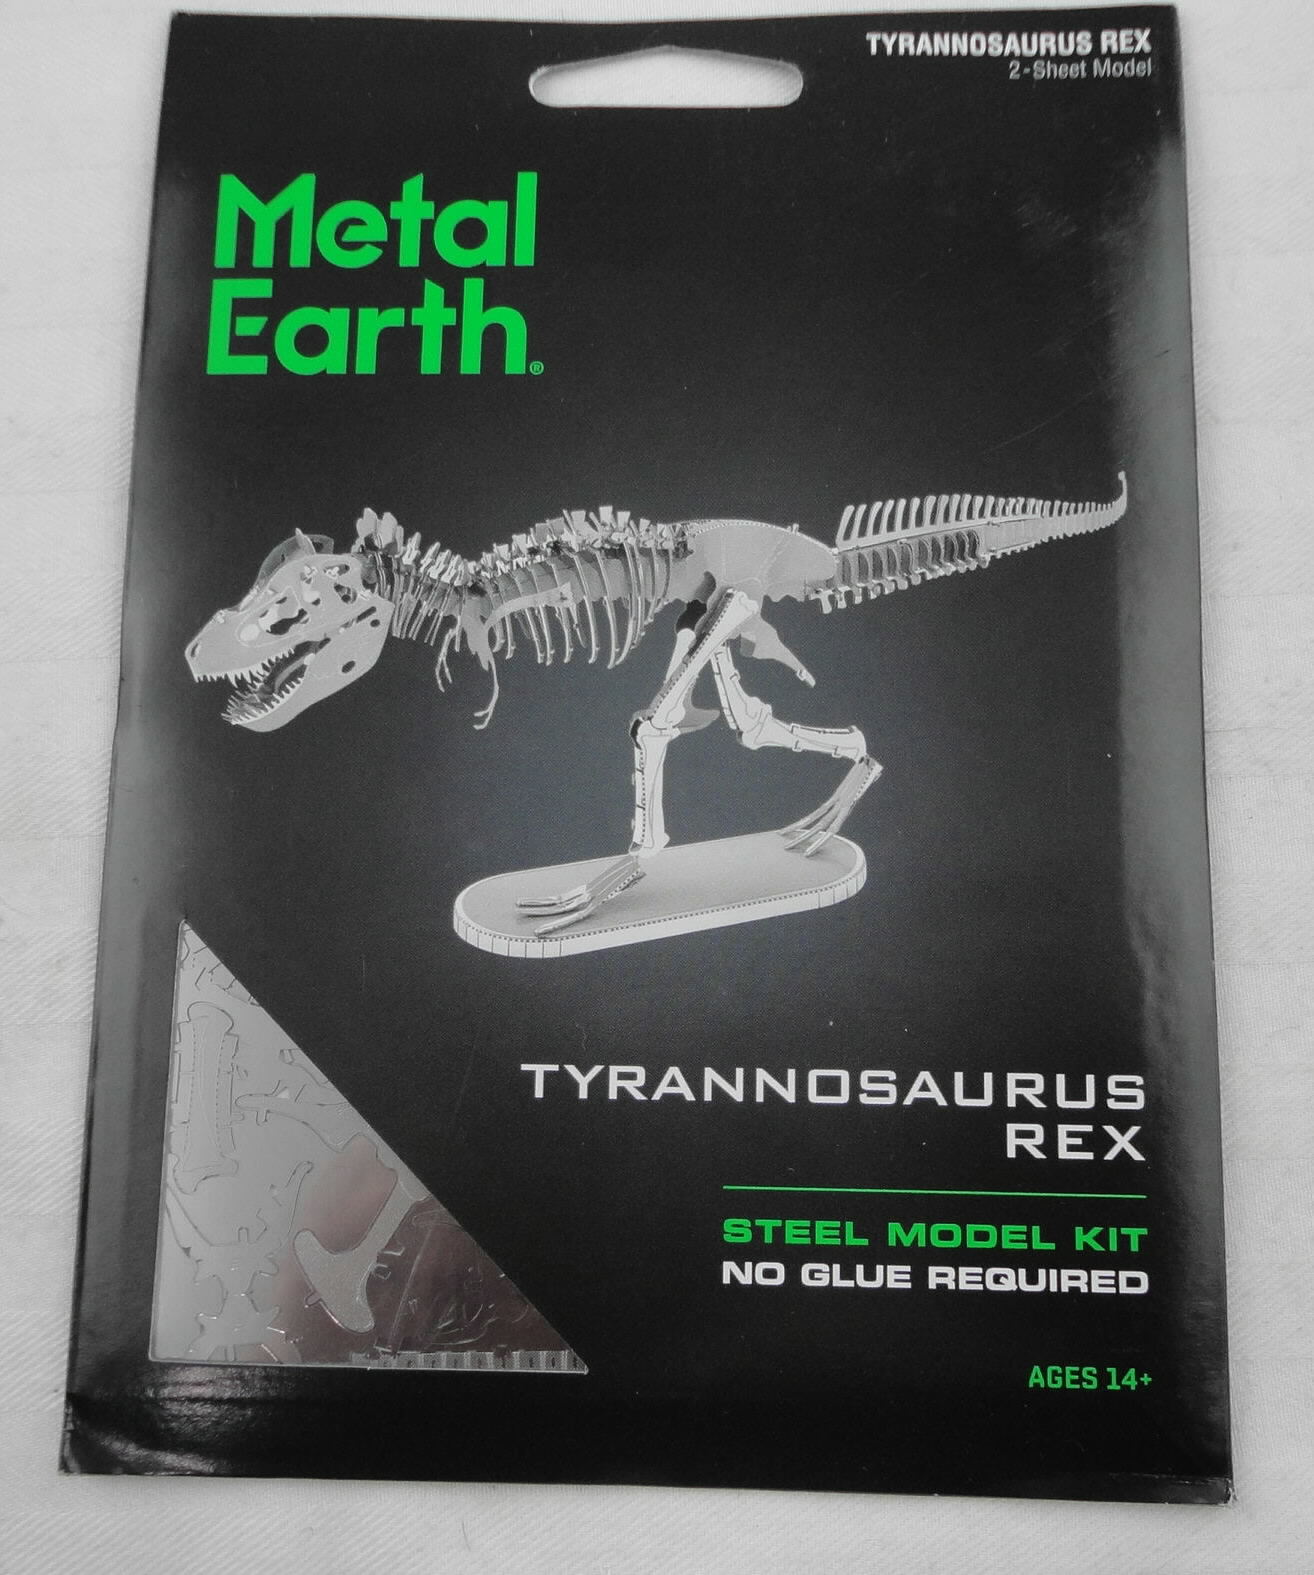 TYRANNOSAURUS REX
2-Sheet Model
Metal
Earth®
TYRANNOSAURUS
REX
STEEL MODEL KIT
NO GLUE REQUIRED
AGES 14+